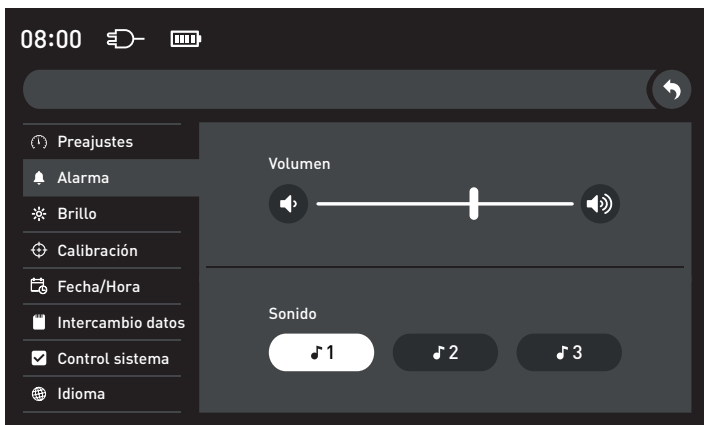 08:00
Preajustes
Alarma
Brillo
Calibración
Fecha/Hora
Intercambio datos
Control sistema
Idioma
Volumen
Sonido
1
2
3